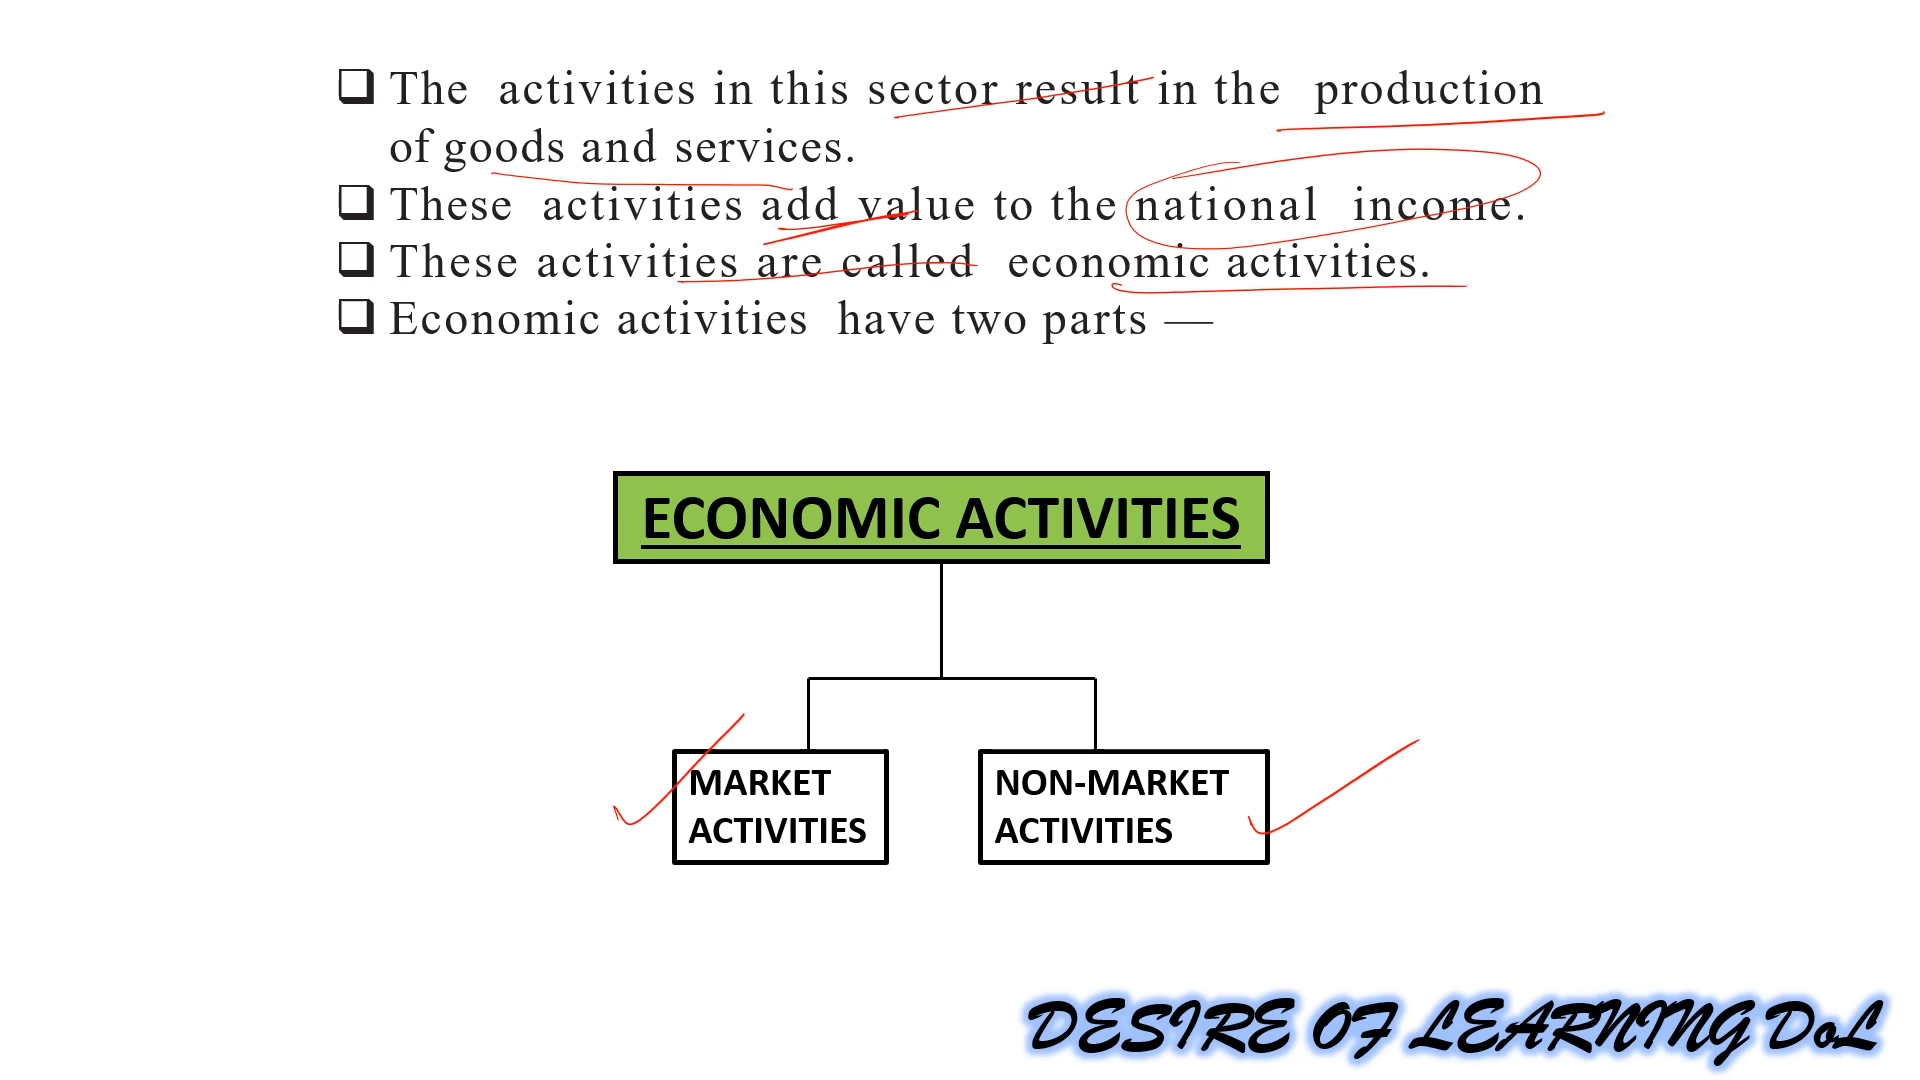 ❑ The activities in this sector result in the production
of goods and services.
❑ These activities add value to the national income.
❑ These activities are called economic activities.
❑ Economic activities have two parts —
ECONOMIC ACTIVITIES
MARKET
ACTIVITIES
NON-MARKET
ACTIVITIES
DESIRE OF LEARNING DoL